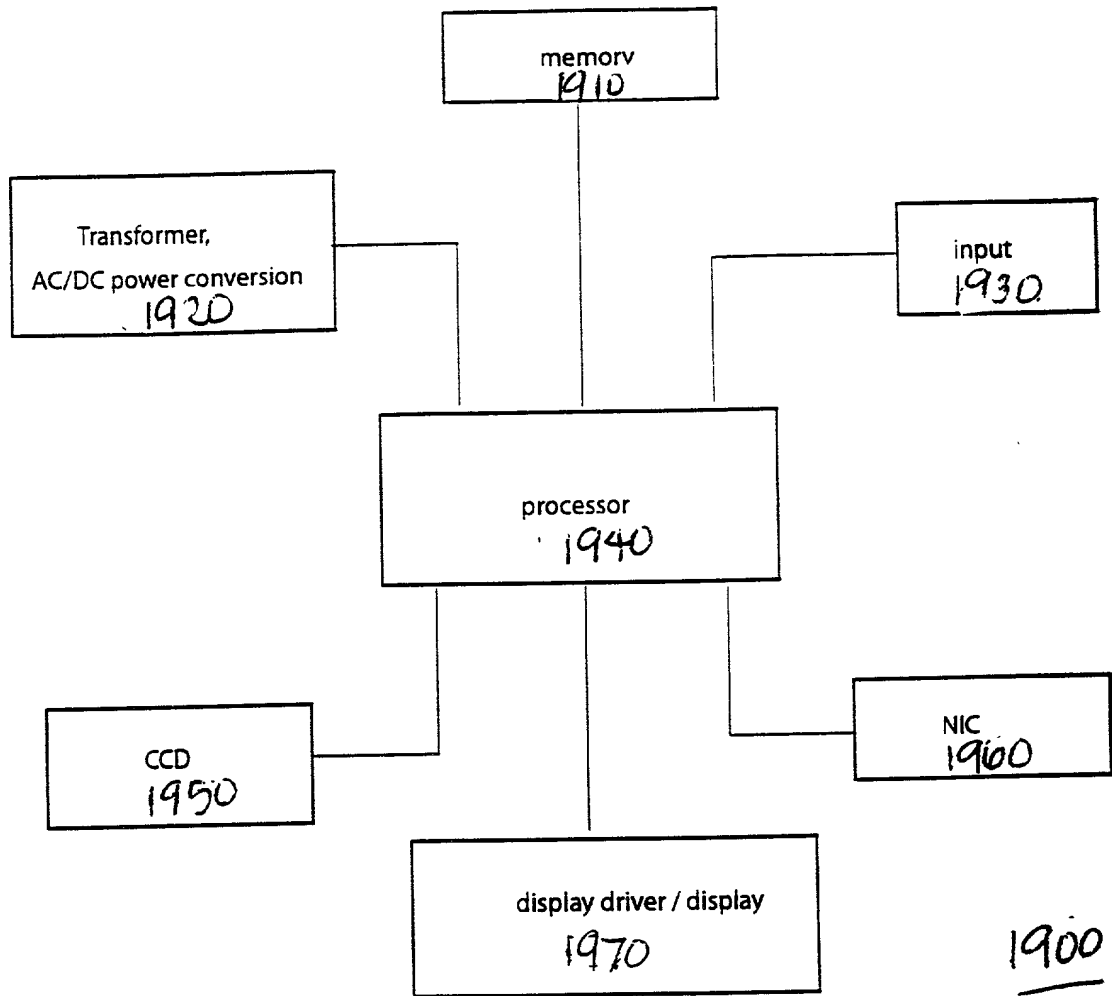 memory
1910
Transformer,
AC/DC power conversion
1920
input
1930
processor
1940
CCD
1950
NIC
1960
display driver / display
1970
1900